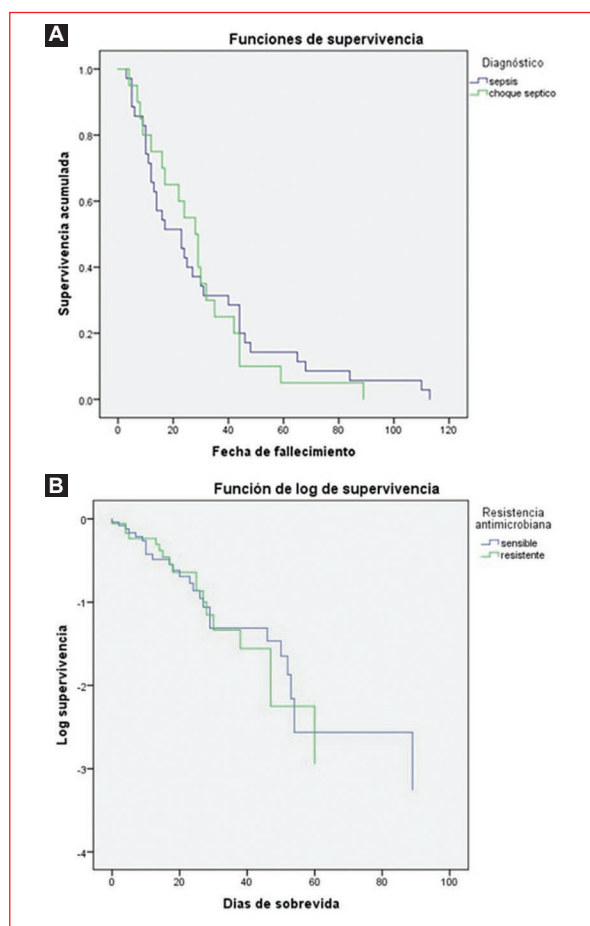 A
Funciones de supervivencia
Diagnóstico
sepsis
choque septico
Supervivencia acumulada
1.0
0.8
0.6
0.4
0.2
0.0
0 20 40 60 80 100 120
Fecha de fallecimiento
B
Función de log de supervivencia
Resistencia
antimicrobiana
sensible
resistente
Log supervivencia
0
-1
-2
-3
-4
0 20 40 60 80 100
Dias de sobrevida